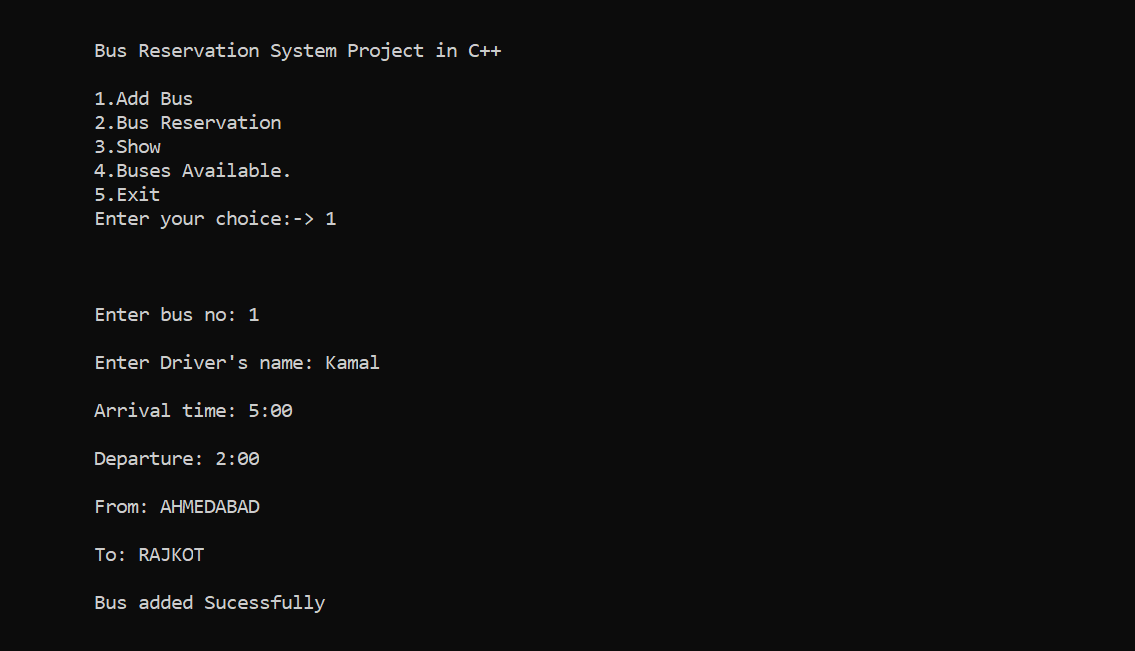 Bus Reservation System Project in C++
1.Add Bus
2.Bus Reservation
3.Show
4.Buses Available.
5.Exit
Enter your choice:-> 1
Enter bus no: 1
Enter Driver's name: Kamal
Arrival time: 5:00
Departure: 2:00
From: AHMEDABAD
To: RAJKOT
Bus added Sucessfully